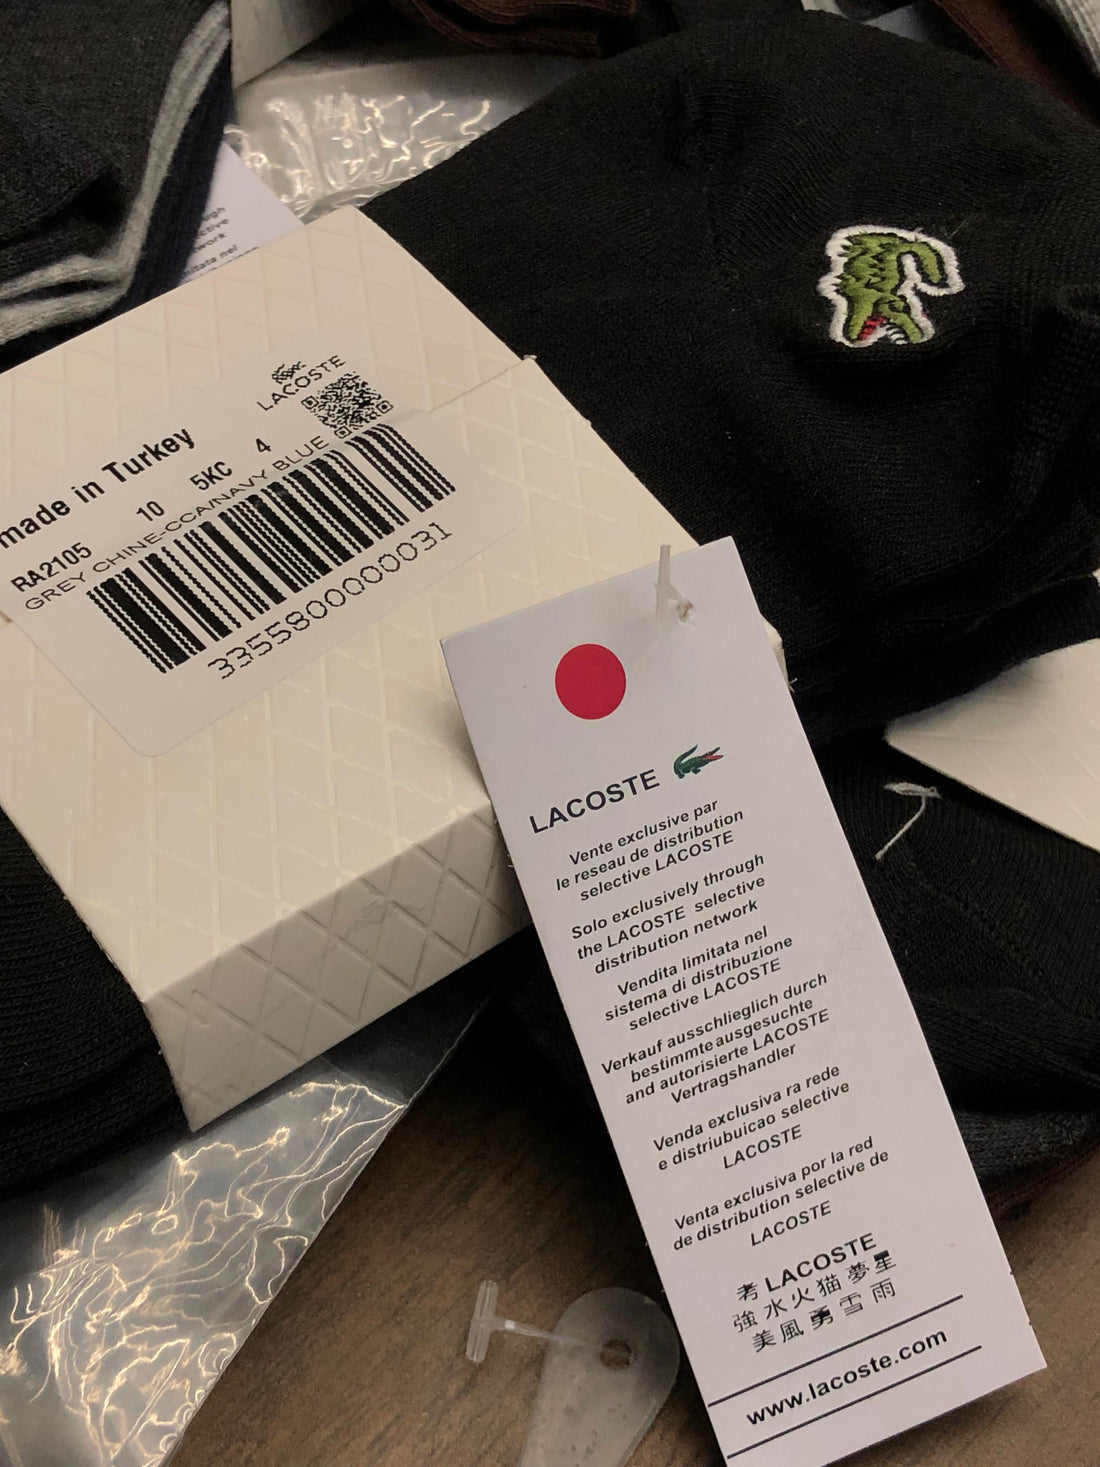 LACOSTE
made in Turkey
RA2105 10 5KC 4
GREY CHINE-CCA/NAVY BLUE
3355800000031
LACOSTE
Vente exclusive par
le reseau de distribution
selective LACOSTE
Solo exclusively through
the LACOSTE selective
distribution network
Vendita limitata nel
sistema di distribuzione
selective LACOSTE
Verkauf ausschlieglich durch
bestimmte ausgesuchte
and autorisierte LACOSTE
Vertragshandler
Venda exclusiva ra rede
e distriubuicao selective
LACOSTE
Venta exclusiva por la red
de distribution selective de
LACOSTE
考 LACOSTE
強水火猫夢星
美風勇雪雨
www.lacoste.com